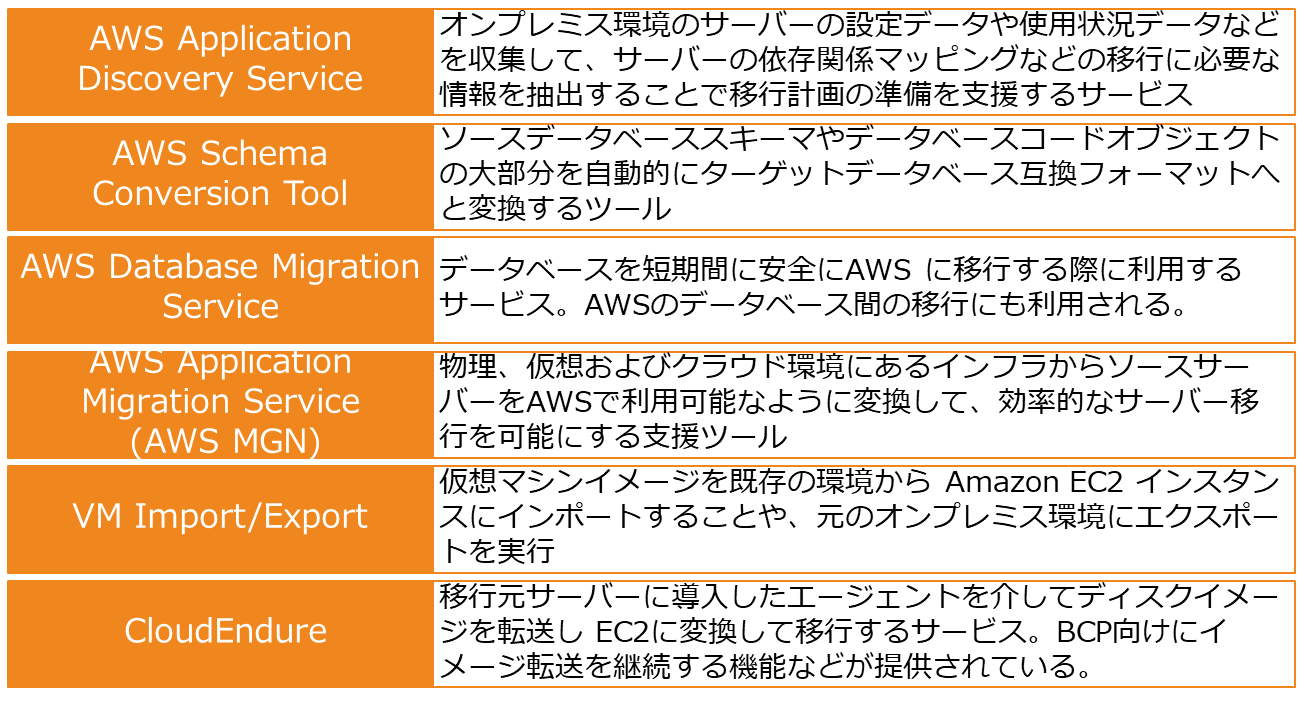 AWS Application
Discovery Service
オンプレミス環境のサーバーの設定データや使用状況データなど
を収集して、サーバーの依存関係マッピングなどの移行に必要な
情報を抽出することで移行計画の準備を支援するサービス
AWS Schema
Conversion Tool
ソースデータベーススキーマやデータベースコードオブジェクト
の大部分を自動的にターゲットデータベース互換フォーマットへ
と変換するツール
AWS Database Migration
Service
データベースを短期間に安全にAWS に移行する際に利用する
サービス。AWSのデータベース間の移行にも利用される。
AWS Application
Migration Service
(AWS MGN)
物理、仮想およびクラウド環境にあるインフラからソースサー
バーをAWSで利用可能なように変換して、効率的なサーバー移
行を可能にする支援ツール
VM Import/Export
仮想マシンイメージを既存の環境から Amazon EC2 インスタン
スにインポートすることや、元のオンプレミス環境にエクスポー
トを実行
CloudEndure
移行元サーバーに導入したエージェントを介してディスクイメー
ジを転送し EC2に変換して移行するサービス。BCP向けにイ
メージ転送を継続する機能などが提供されている。